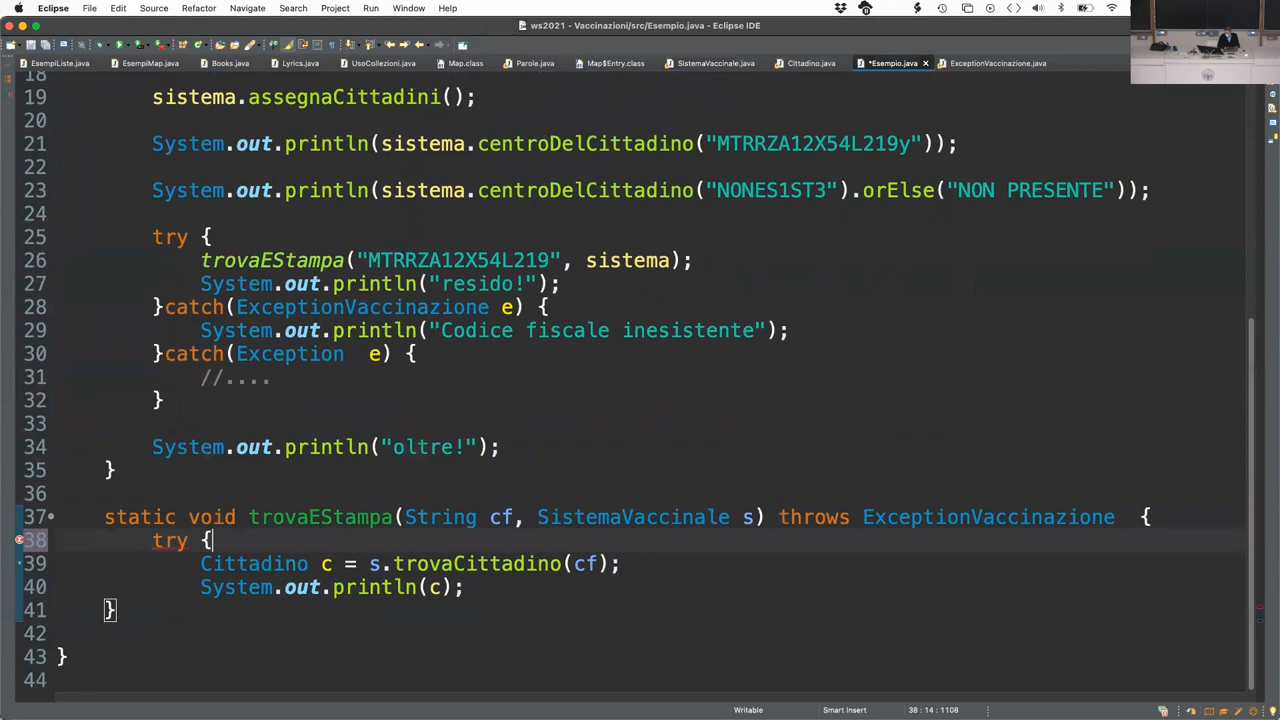 Eclipse File Edit Source Refactor Navigate Search Project Run Window Help
ws2021 - Vaccinazioni/src/Esempio.java - Eclipse IDE
EsempiListe.java EsempiMap.java Books.java Lyrics.java UsoCollezioni.java Map.class Parole.java Map$Entry.class SistemaVaccinale.java Cittadino.java *Esempio.java ExceptionVaccinazione.java
18
19 sistema.assegnaCittadini();
20
21 System.out.println(sistema.centroDelCittadino("MTRRZA12X54L219y"));
22
23 System.out.println(sistema.centroDelCittadino("NONES1ST3").orElse("NON PRESENTE"));
24
25 try {
26 trovaEStampa("MTRRZA12X54L219", sistema);
27 System.out.println("resido!");
28 }catch(ExceptionVaccinazione e) {
29 System.out.println("Codice fiscale inesistente");
30 }catch(Exception  e) {
31 //....
32 }
33
34 System.out.println("oltre!");
35 }
36
37 static void trovaEStampa(String cf, SistemaVaccinale s) throws ExceptionVaccinazione  {
38 try {
39 Cittadino c = s.trovaCittadino(cf);
40 System.out.println(c);
41 }
42
43 }
44
Writable Smart Insert 38 : 14 : 1108